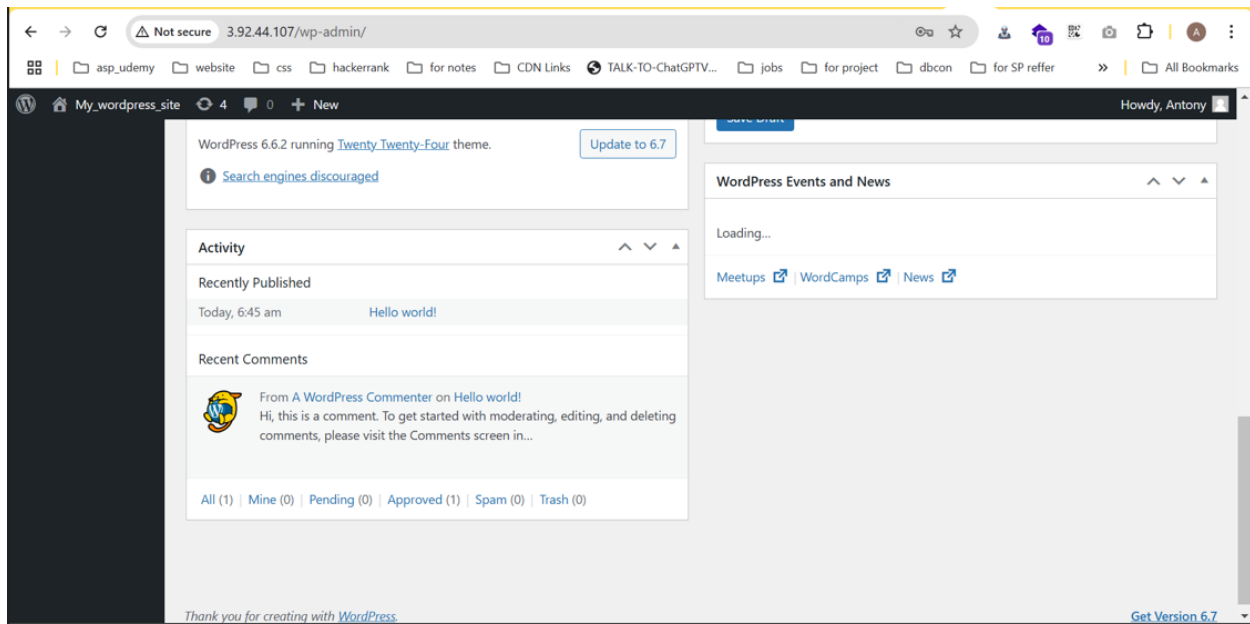 Not secure 3.92.44.107/wp-admin/
10
A
asp_udemy website css hackerrank for notes CDN Links TALK-TO-ChatGPTV... jobs for project dbcon for SP reffer » All Bookmarks
My_wordpress_site 4 0 + New Howdy, Antony
Save Draft
WordPress 6.6.2 running Twenty Twenty-Four theme. Update to 6.7
Search engines discouraged
WordPress Events and News
Loading...
Meetups | WordCamps | News
Activity
Recently Published
Today, 6:45 am Hello world!
Recent Comments
From A WordPress Commenter on Hello world!
Hi, this is a comment. To get started with moderating, editing, and deleting
comments, please visit the Comments screen in...
All (1) | Mine (0) | Pending (0) | Approved (1) | Spam (0) | Trash (0)
Thank you for creating with WordPress. Get Version 6.7